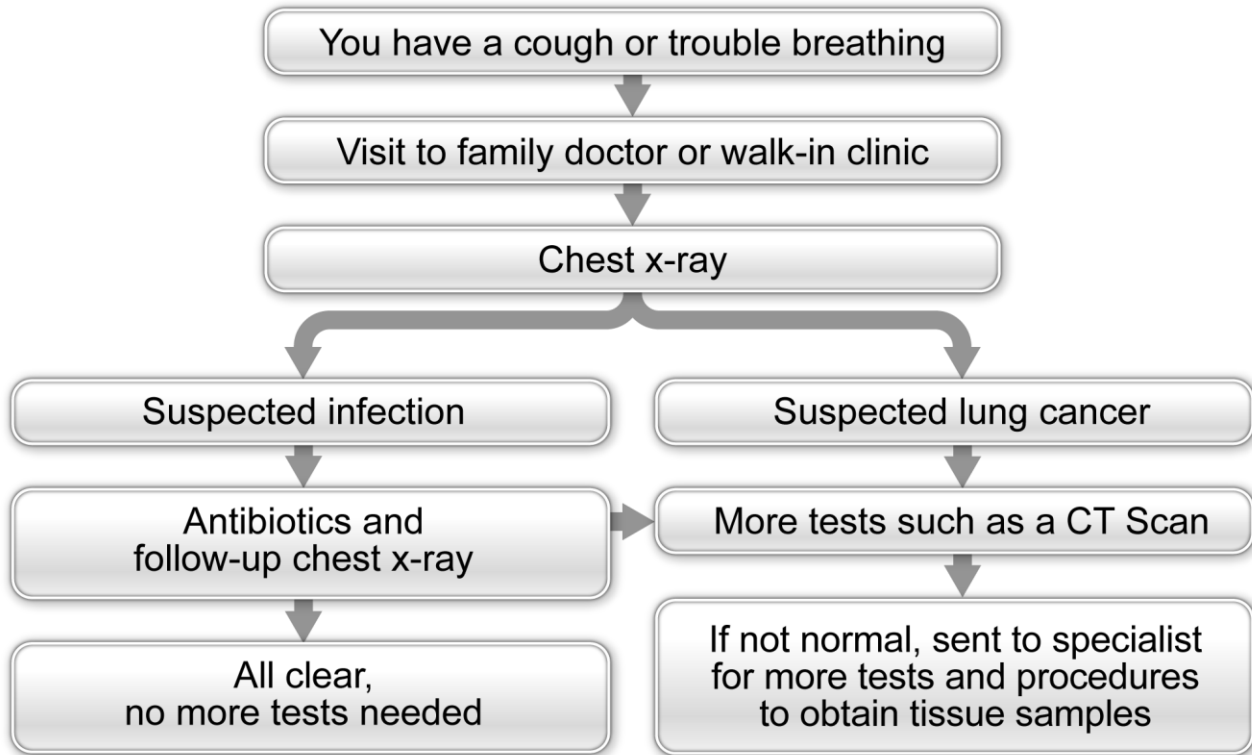 You have a cough or trouble breathing
Visit to family doctor or walk-in clinic
Chest x-ray
Suspected infection
Suspected lung cancer
Antibiotics and
follow-up chest x-ray
More tests such as a CT Scan
All clear,
no more tests needed
If not normal, sent to specialist
for more tests and procedures
to obtain tissue samples